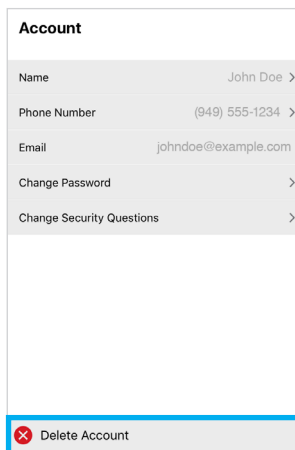 Account
Name John Doe
Phone Number (949) 555-1234
Email johndoe@example.com
Change Password
Change Security Questions
Delete Account